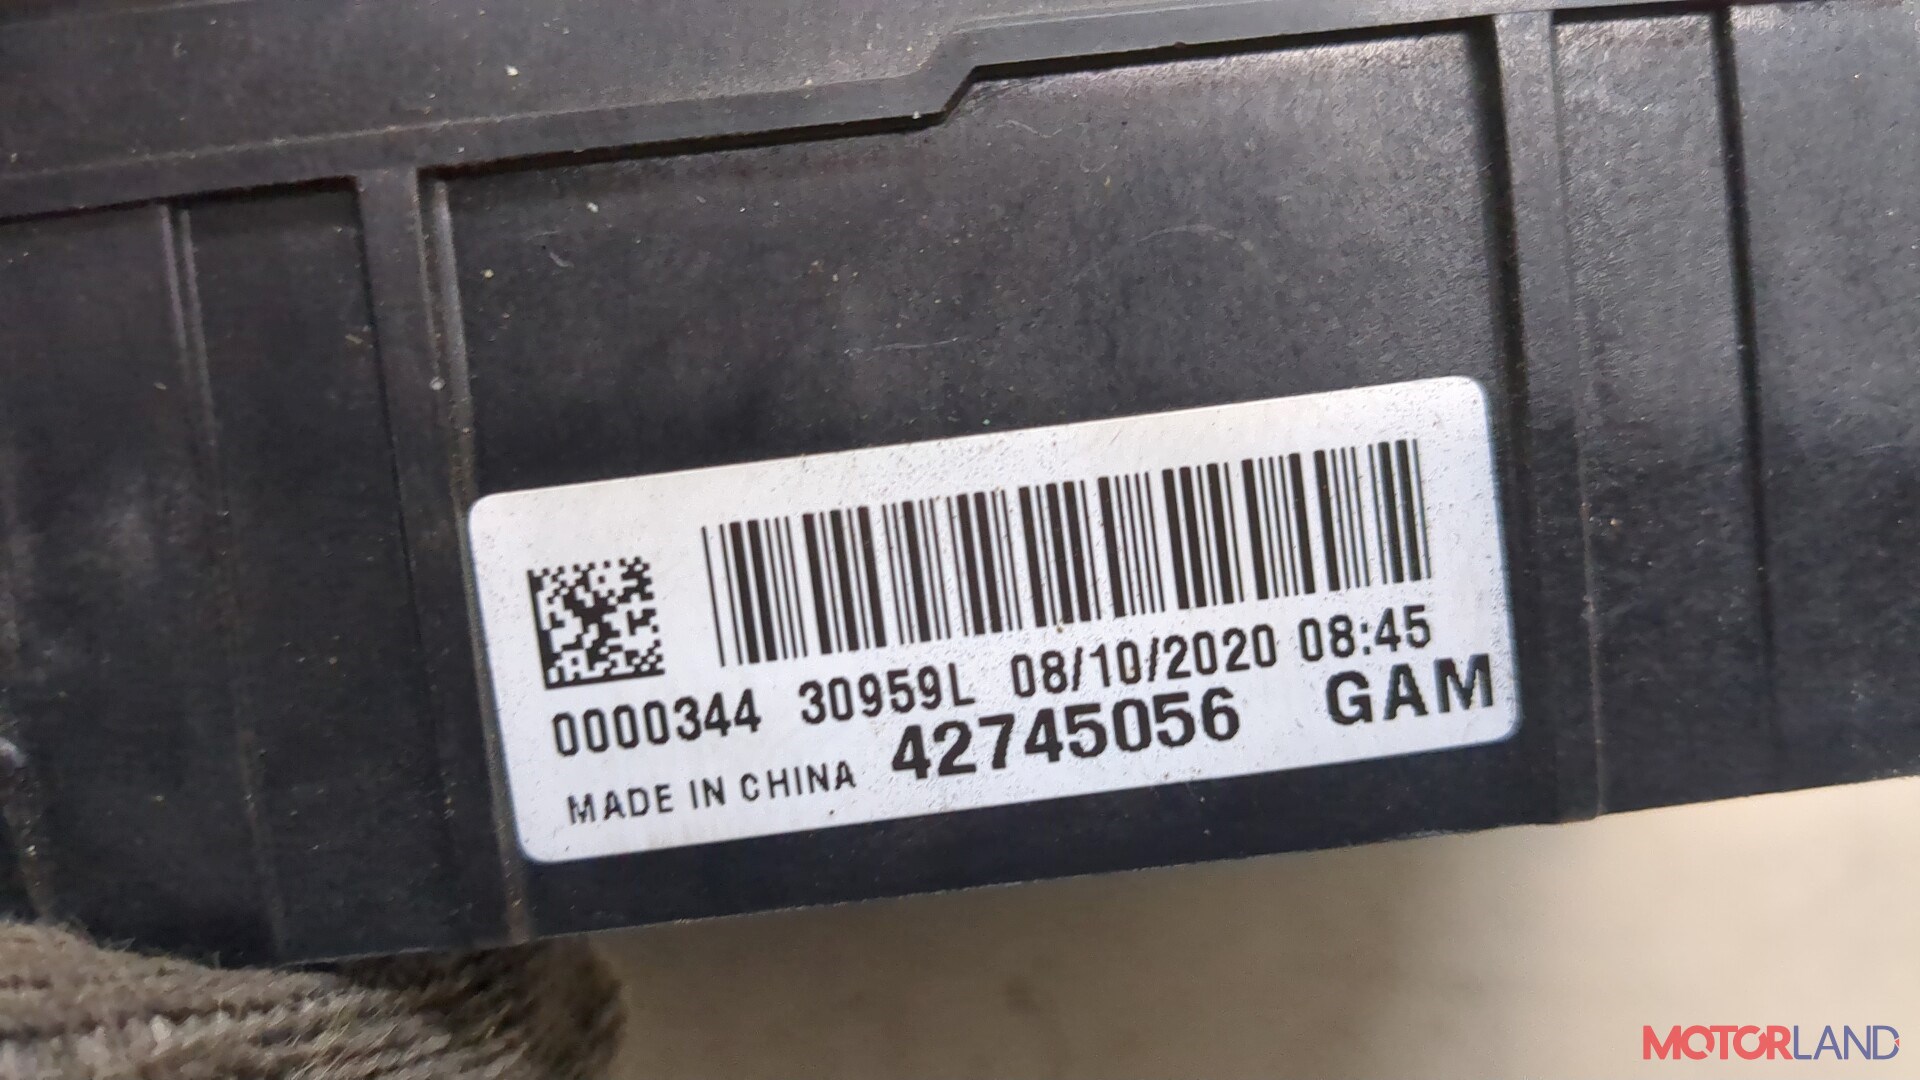 0000344 30959L 08/10/2020 08:45
MADE IN CHINA 42745056 GAM
MOTORLAND